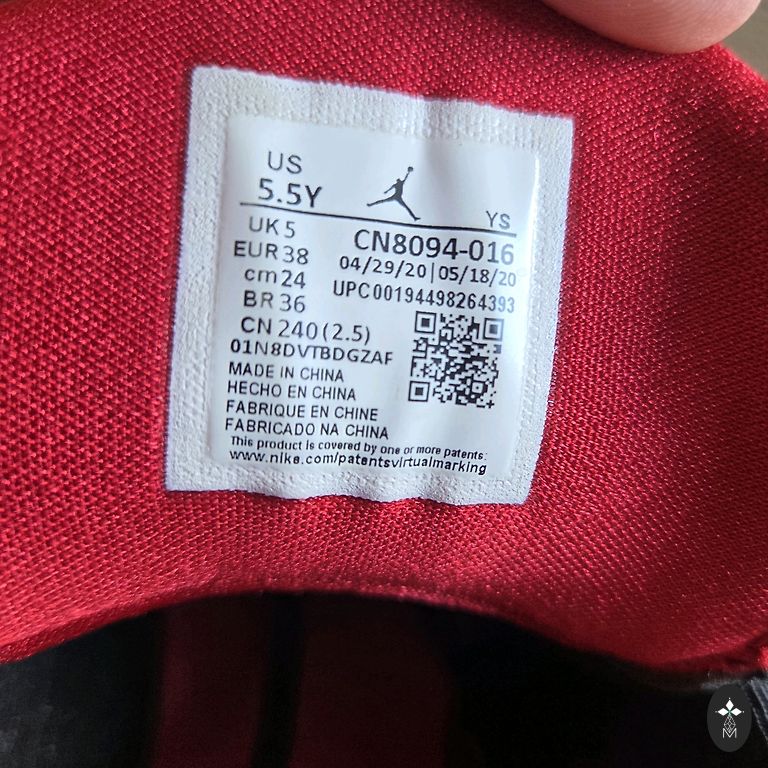 US
5.5Y
YS
UK 5
EUR 38
cm 24
BR 36
CN 240 (2.5)
CN8094-016
04/29/20|05/18/20
UPC00194498264393
01N8DVTBDGZAF
MADE IN CHINA
HECHO EN CHINA
FABRIQUE EN CHINE
FABRICADO NA CHINA
This product is covered by one or more patents:
www.nike.com/patentsvirtualmarking
M